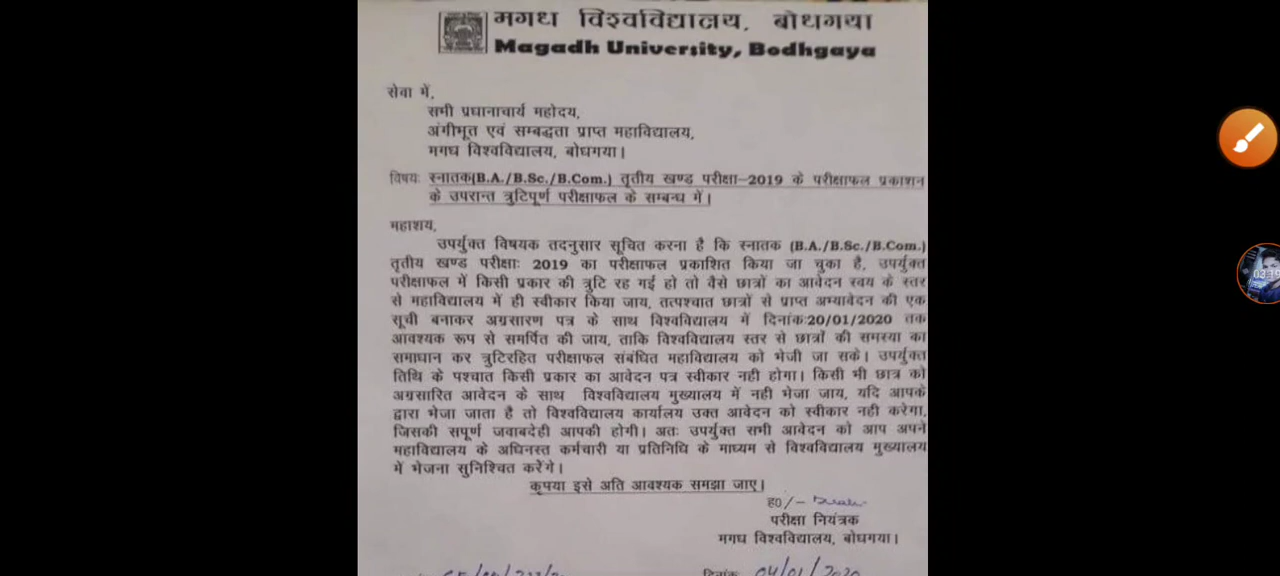 मगध विश्वविद्यालय, बोधगया
Magadh University, Bodhgaya
सेवा में,
सभी प्रधानाचार्य महोदय,
अंगीभूत एवं सम्बद्धता प्राप्त महाविद्यालय,
मगध विश्वविद्यालय, बोधगया।
विषयः स्नातक(B.A./B.Sc./B.Com.) तृतीय खण्ड परीक्षा-2019 के परीक्षाफल प्रकाशन
के उपरान्त त्रुटिपूर्ण परीक्षाफल के सम्बन्ध में।
महाशय,
उपर्युक्त विषयक तदनुसार सूचित करना है कि स्नातक (B.A./B.Sc./B.Com.)
तृतीय खण्ड परीक्षाः 2019 का परीक्षाफल प्रकाशित किया जा चुका है, उपर्युक्त
परीक्षाफल में किसी प्रकार की त्रुटि रह गई हो तो वैसे छात्रों का आवेदन स्वय के स्तर
से महाविद्यालय में ही स्वीकार किया जाय, तत्पश्चात छात्रों से प्राप्त अभ्यावेदन की एक
सूची बनाकर अग्रसारण पत्र के साथ विश्वविद्यालय में दिनांक:20/01/2020 तक
आवश्यक रूप से समर्पित की जाय, ताकि विश्वविद्यालय स्तर से छात्रों की समस्या का
समाधान कर त्रुटिरहित परीक्षाफल संबंधित महाविद्यालय को भेजी जा सके। उपर्युक्त
तिथि के पश्चात किसी प्रकार का आवेदन पत्र स्वीकार नही होगा। किसी भी छात्र को
अग्रसारित आवेदन के साथ विश्वविद्यालय मुख्यालय में नही भेजा जाय, यदि आपके
द्वारा भेजा जाता है तो विश्वविद्यालय कार्यालय उक्त आवेदन को स्वीकार नही करेगा,
जिसकी सपूर्ण जवाबदेही आपकी होगी। अतः उपर्युक्त सभी आवेदन को आप अपने
महाविद्यालय के अधिनस्त कर्मचारी या प्रतिनिधि के माध्यम से विश्वविद्यालय मुख्यालय
में भेजना सुनिश्चित करेंगे।
कृपया इसे अति आवश्यक समझा जाए।
ह0/-
परीक्षा नियंत्रक
मगध विश्वविद्यालय, बोधगया।
दिनांक: 04/01/2020
03:19